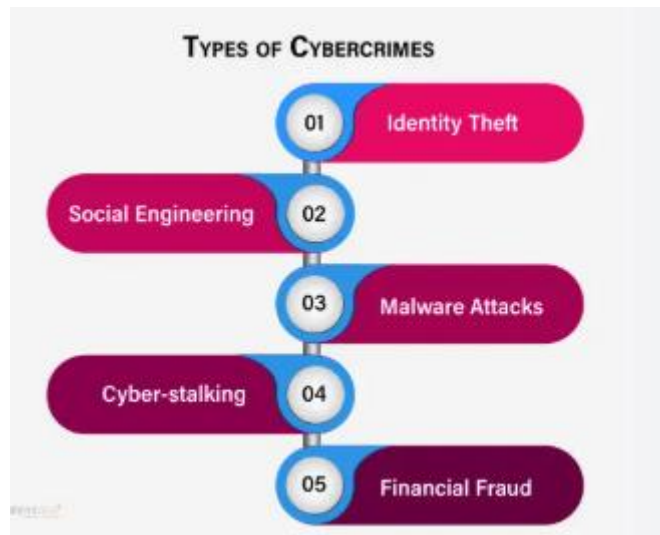 TYPES OF CYBERCRIMES
01
Identity Theft
Social Engineering
02
03
Malware Attacks
Cyber-stalking
04
05
Financial Fraud